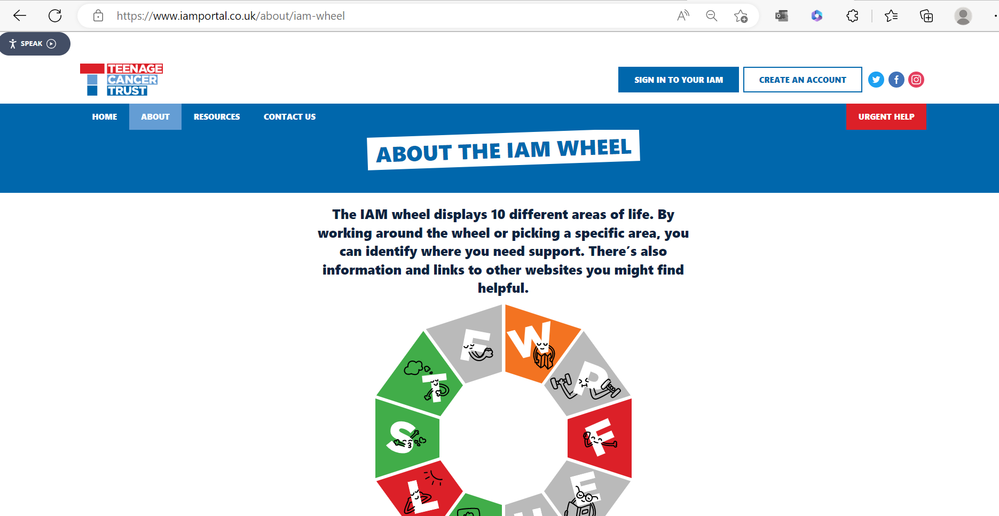 https://www.iamportal.co.uk/about/iam-wheel
SPEAK
TEENAGE
CANCER
TRUST
SIGN IN TO YOUR IAM
CREATE AN ACCOUNT
HOME
ABOUT
RESOURCES
CONTACT US
URGENT HELP
ABOUT THE IAM WHEEL
The IAM wheel displays 10 different areas of life. By
working around the wheel or picking a specific area, you
can identify where you need support. There's also
information and links to other websites you might find
helpful.
F
W
T
R
S
F
L
E